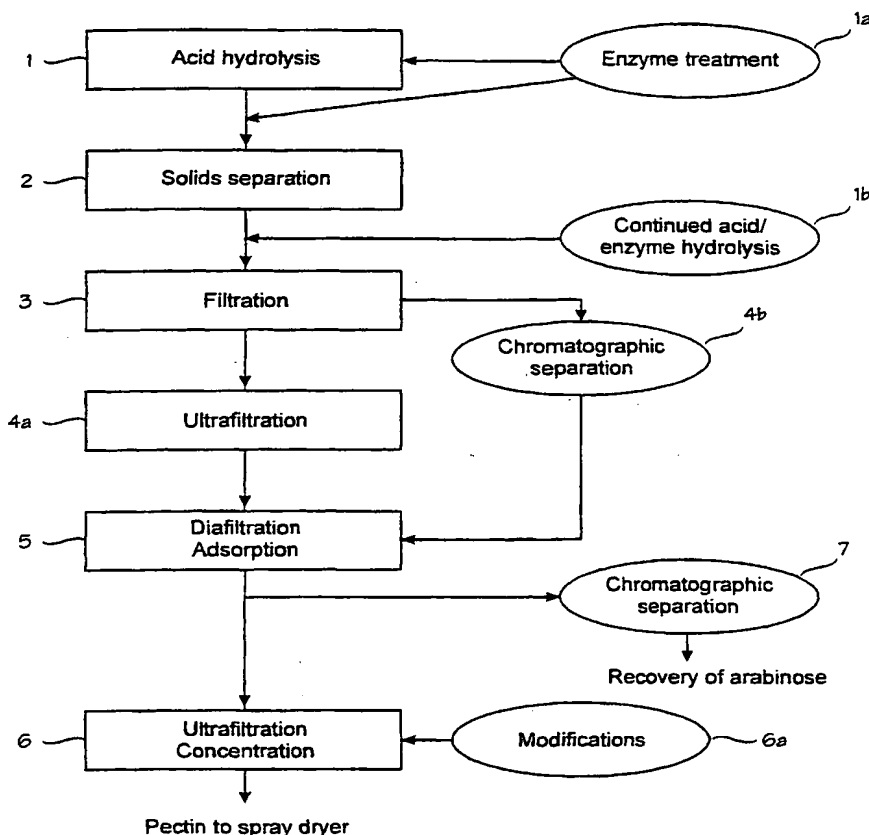 1a
1
Acid hydrolysis
Enzyme treatment
2
Solids separation
1b
Continued acid/
enzyme hydrolysis
3
Filtration
4b
Chromatographic
separation
4a
Ultrafiltration
5
Diafiltration
Adsorption
7
Chromatographic
separation
Recovery of arabinose
6
Ultrafiltration
Concentration
Modifications
6a
Pectin to spray dryer